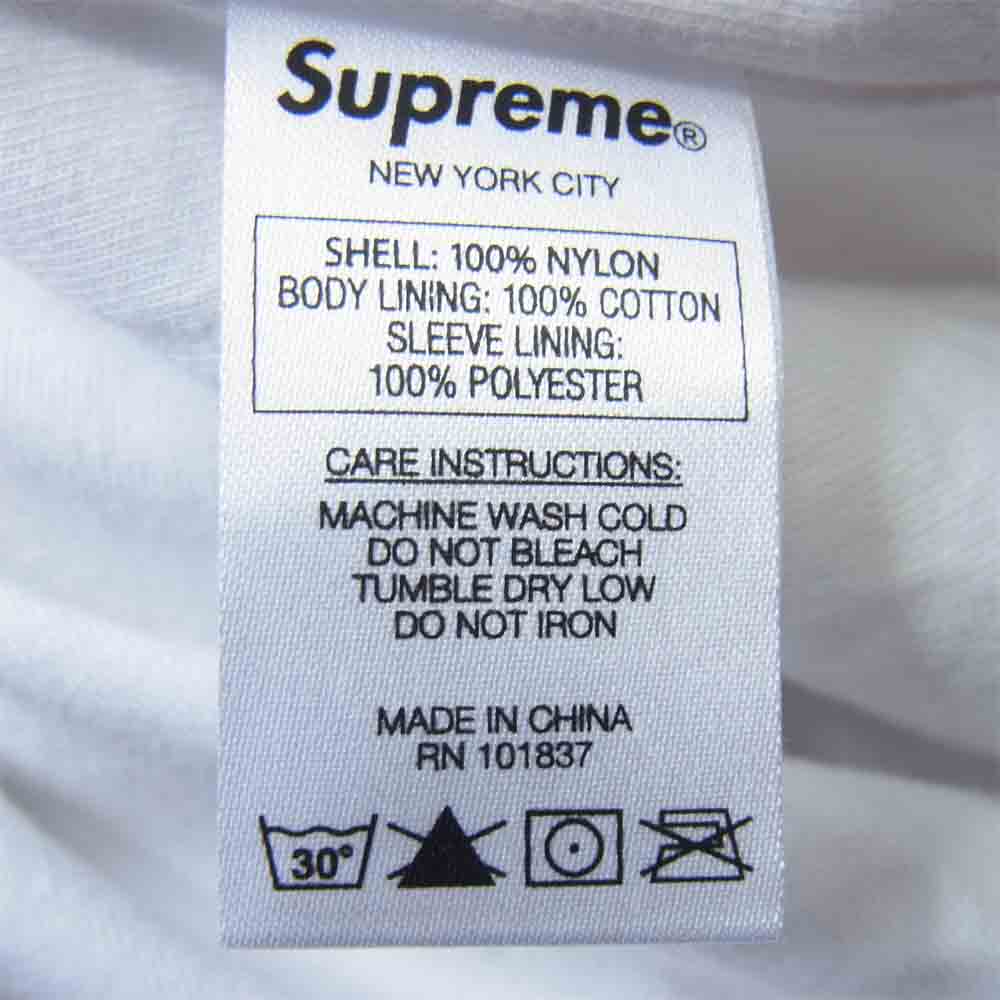 Supreme®
NEW YORK CITY
SHELL: 100% NYLON
BODY LINING: 100% COTTON
SLEEVE LINING:
100% POLYESTER
CARE INSTRUCTIONS:
MACHINE WASH COLD
DO NOT BLEACH
TUMBLE DRY LOW
DO NOT IRON
MADE IN CHINA
RN 101837
30°